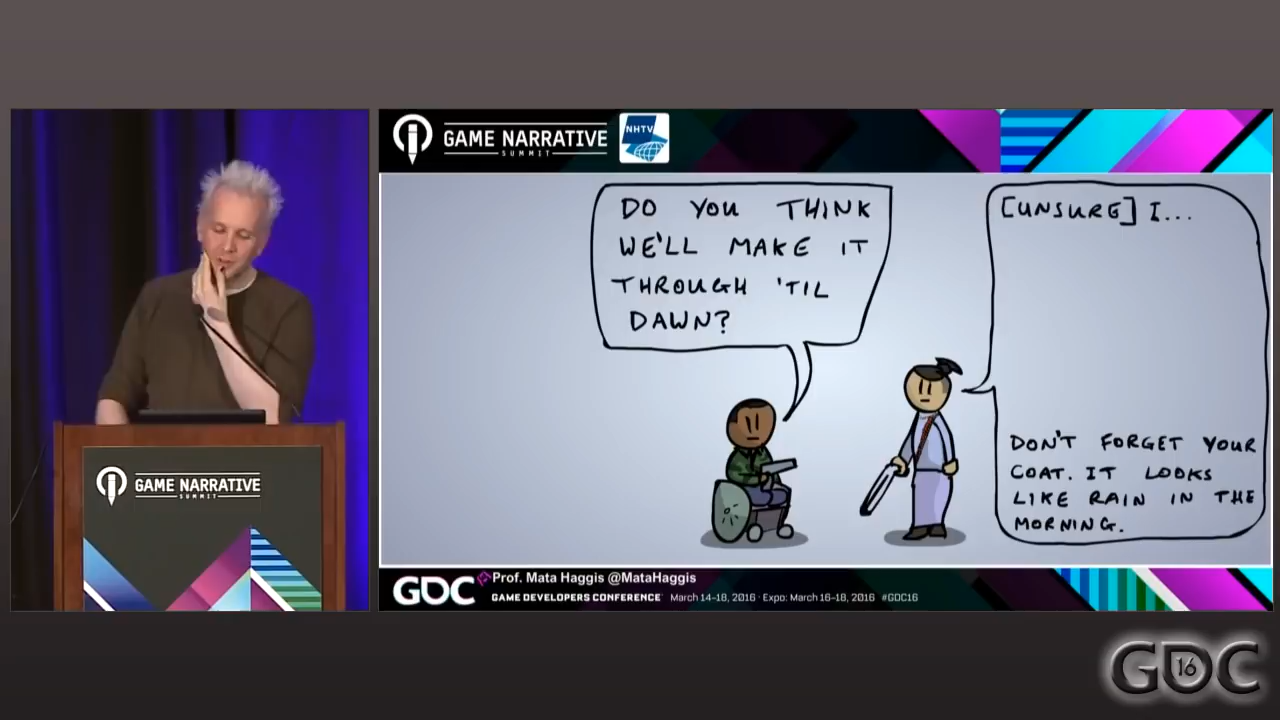 GAME NARRATIVE
SUMMIT
NHTV
DO YOU THINK
WE'LL MAKE IT
THROUGH 'TIL
DAWN?
[UNSURE] I...
DON'T FORGET YOUR
COAT. IT LOOKS
LIKE RAIN IN THE
MORNING.
GAME NARRATIVE
SUMMIT
GDC
Prof. Mata Haggis @MataHaggis
GAME DEVELOPERS CONFERENCE March 14-18, 2016 · Expo: March 16-18, 2016 #GDC16
GDC
16